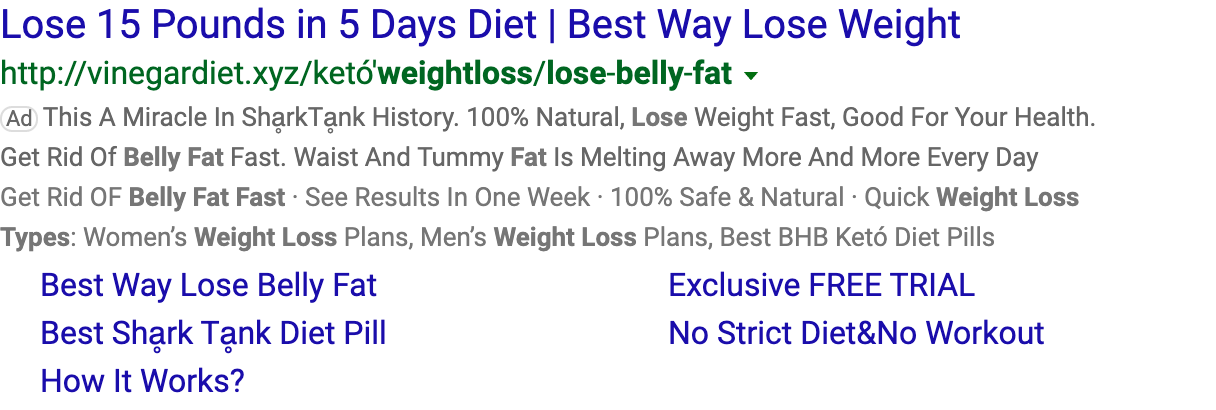 Lose 15 Pounds in 5 Days Diet | Best Way Lose Weight
http://vinegardiet.xyz/ketó'weightloss/lose-belly-fat
Ad This A Miracle In Sḁrk Tḁnk History. 100% Natural, Lose Weight Fast, Good For Your Health.
Get Rid Of Belly Fat Fast. Waist And Tummy Fat Is Melting Away More And More Every Day
Get Rid OF Belly Fat Fast · See Results In One Week · 100% Safe & Natural · Quick Weight Loss
Types: Women’s Weight Loss Plans, Men’s Weight Loss Plans, Best BHB Ketó Diet Pills
Best Way Lose Belly Fat
Exclusive FREE TRIAL
Best Shḁrk Tḁnk Diet Pill
No Strict Diet&No Workout
How It Works?